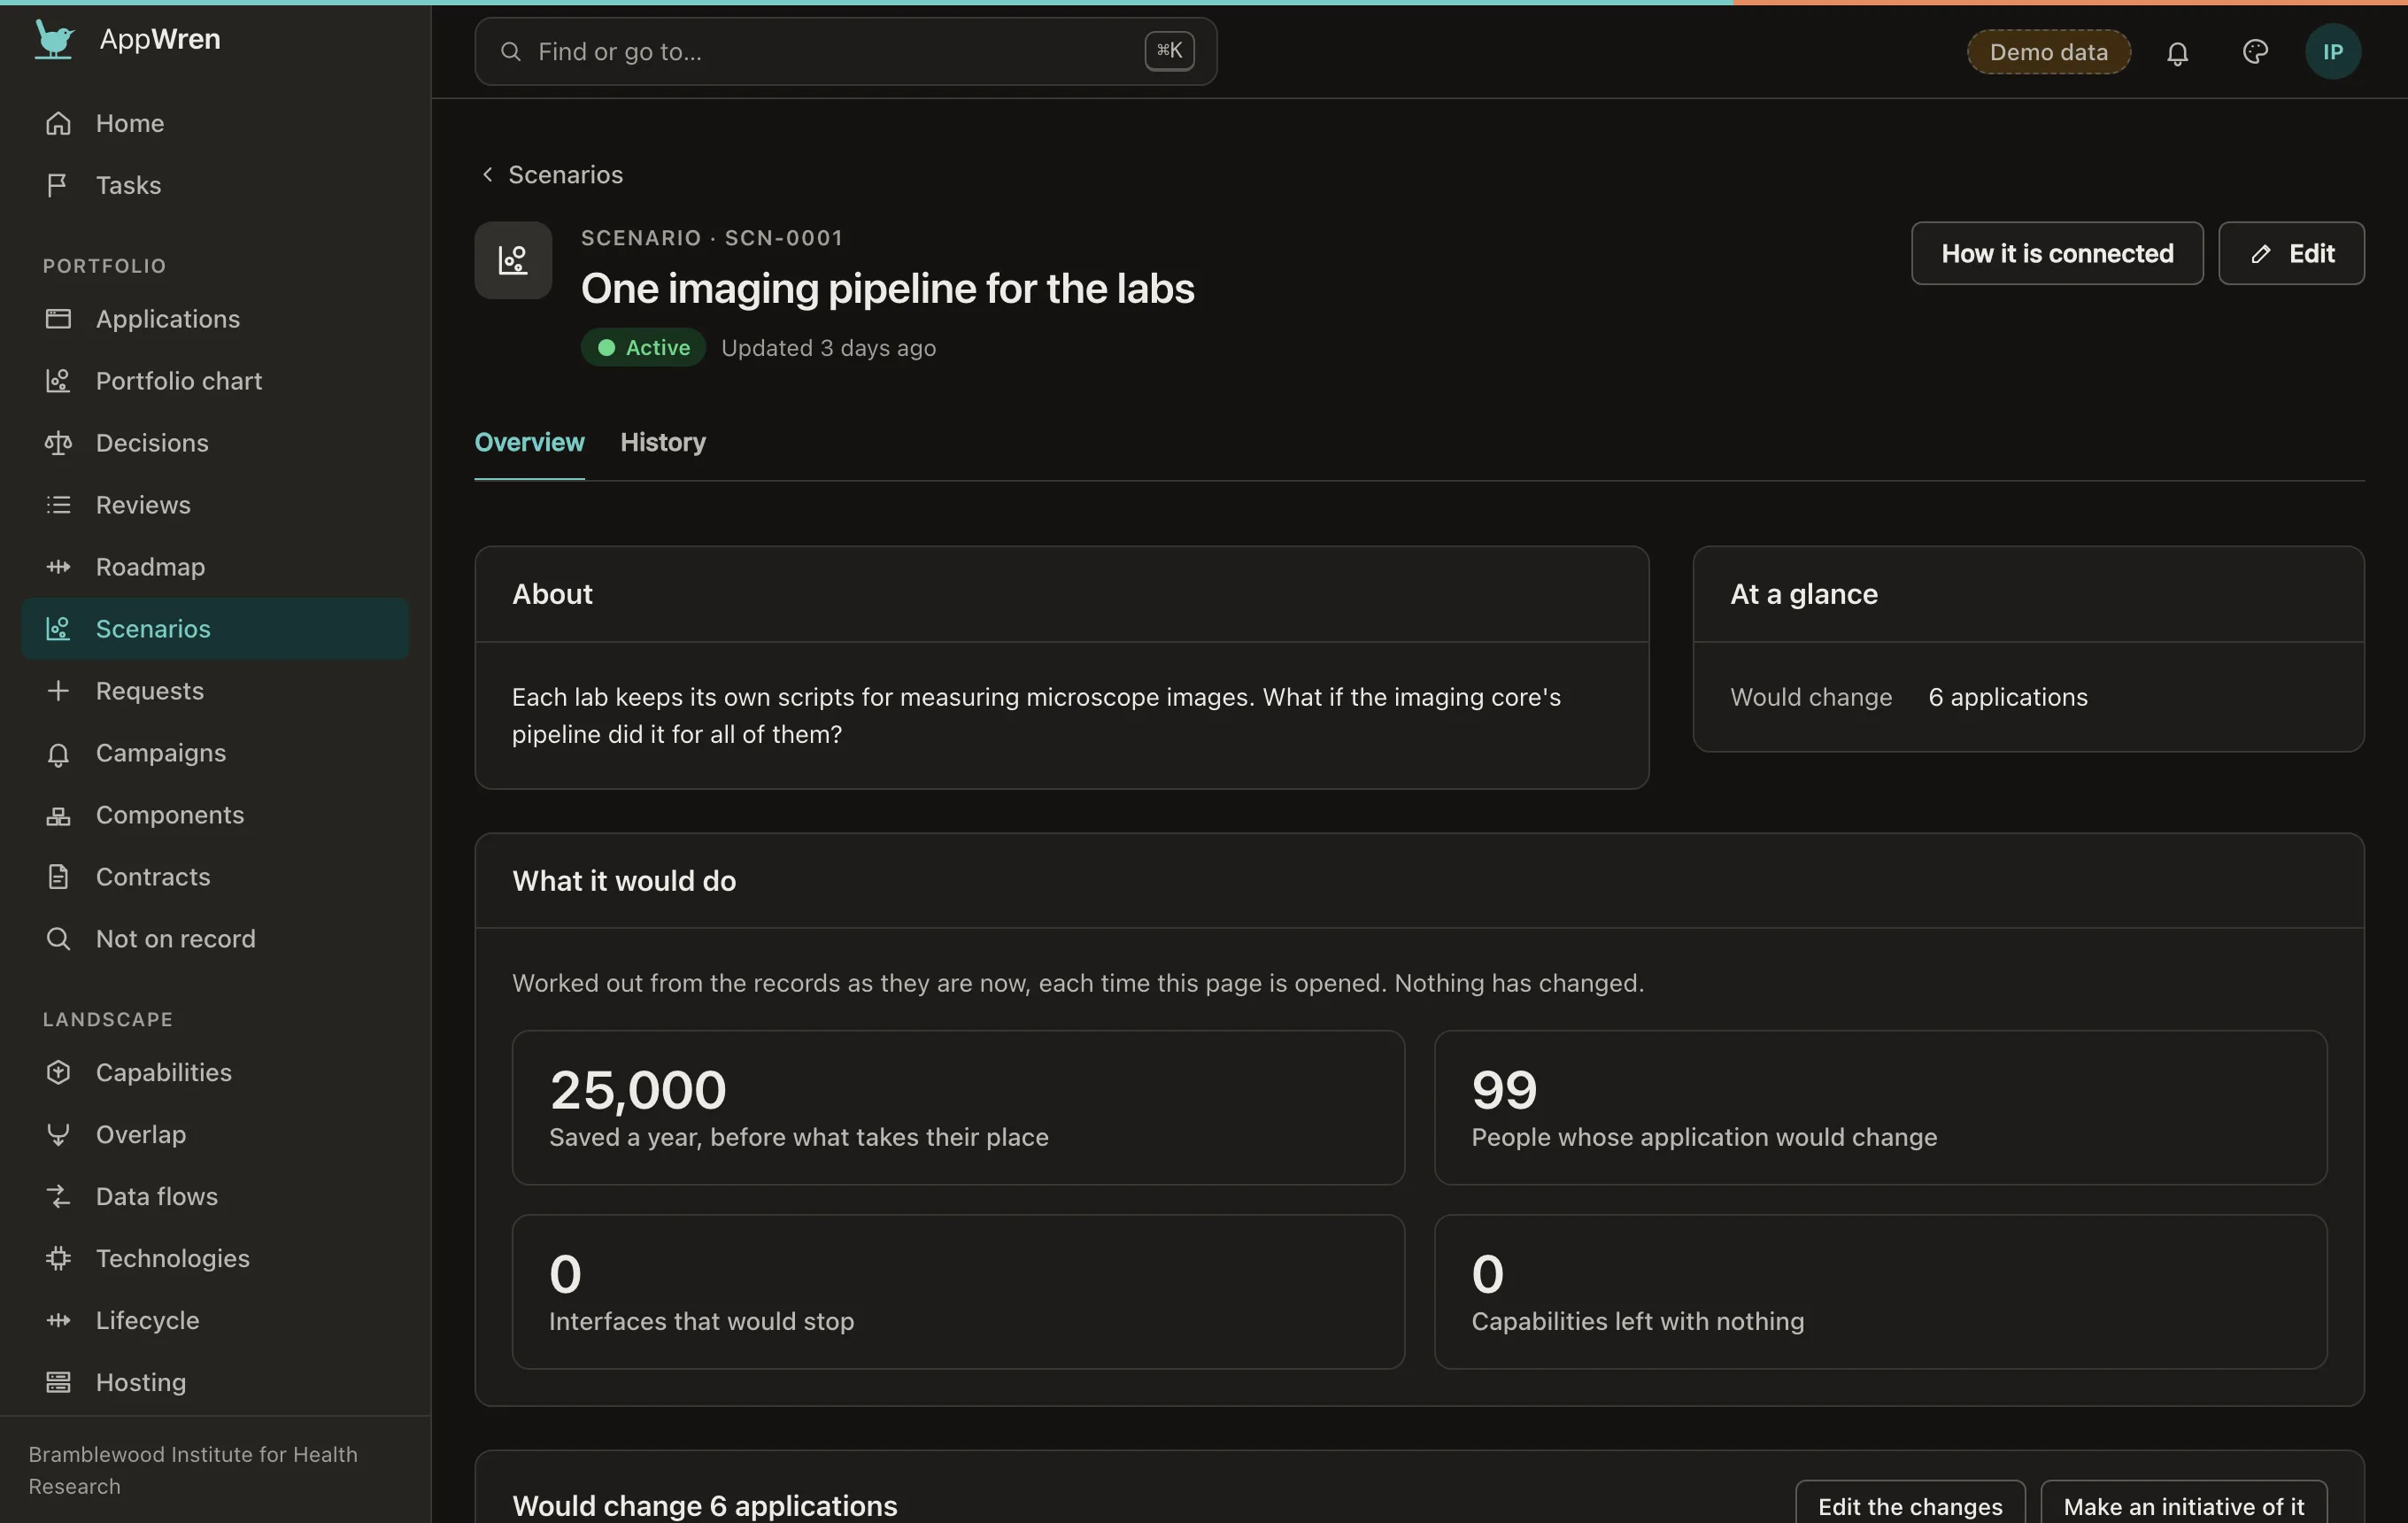 AppWren
Find or go to...
⌘K
Demo data
IP
Home
Tasks
PORTFOLIO
Applications
Portfolio chart
Decisions
Reviews
Roadmap
Scenarios
Requests
Campaigns
Components
Contracts
Not on record
LANDSCAPE
Capabilities
Overlap
Data flows
Technologies
Lifecycle
Hosting
Bramblewood Institute for Health
Research
Scenarios
SCENARIO · SCN-0001
One imaging pipeline for the labs
Active
Updated 3 days ago
How it is connected
Edit
Overview
History
About
Each lab keeps its own scripts for measuring microscope images. What if the imaging core's
pipeline did it for all of them?
At a glance
Would change 6 applications
What it would do
Worked out from the records as they are now, each time this page is opened. Nothing has changed.
25,000
Saved a year, before what takes their place
99
People whose application would change
0
Interfaces that would stop
0
Capabilities left with nothing
Would change 6 applications
Edit the changes
Make an initiative of it